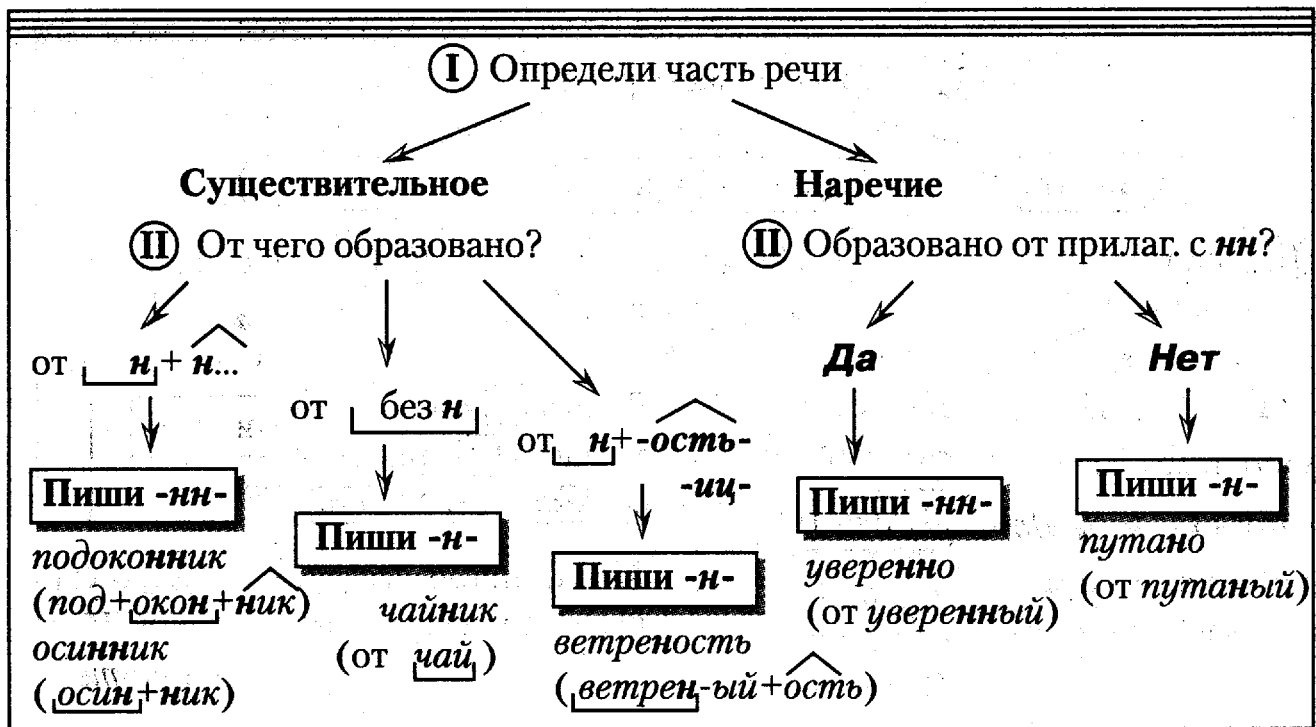 I Определи часть речи
Существительное
Наречие
II От чего образовано?
II Образовано от прилаг. с нн?
от н + н...
от без н
от н + -ость-
-иц-
Да
Нет
Пиши -нн-
подоконник
(под+окон+ник)
осинник
(осин+ник)
Пиши -н-
чайник
(от чай)
Пиши -н-
ветреность
(ветрен-ый+ость)
Пиши -нн-
уверенно
(от уверенный)
Пиши -н-
путано
(от путаный)